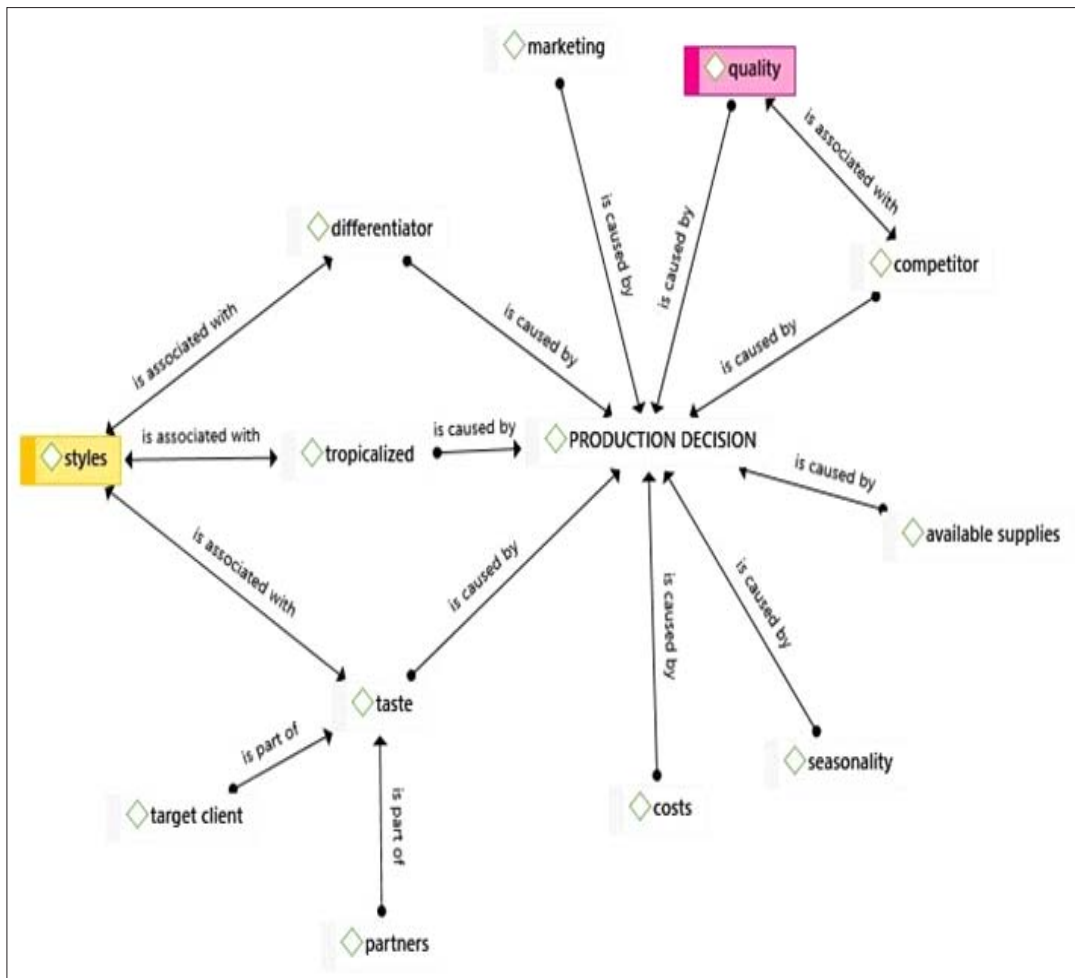 marketing
quality
is associated with
differentiator
is caused by
is caused by
competitor
is associated with
is caused by
is caused by
styles
is associated with
tropicalized
is caused by
PRODUCTION DECISION
is caused by
available supplies
is associated with
is caused by
is caused by
is caused by
taste
is part of
target client
is part of
costs
seasonality
partners